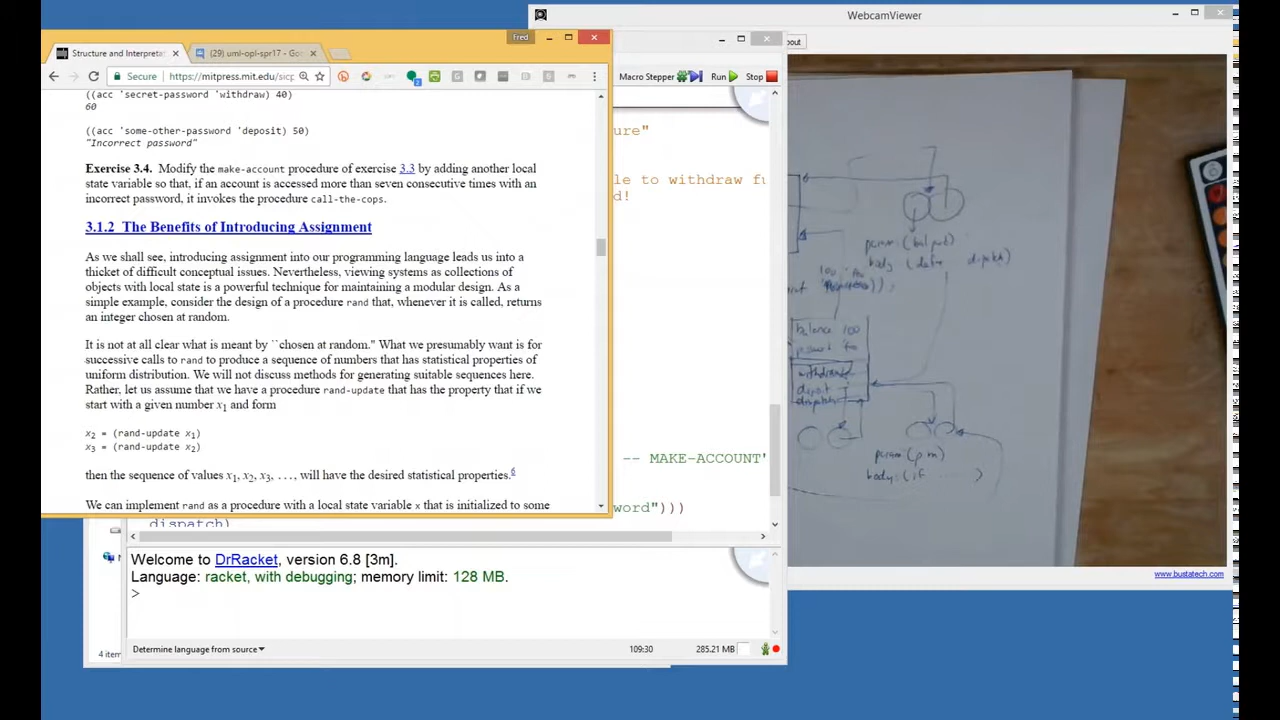 WebcamViewer
Fred
Structure and Interpreta
(29) uml-opl-spr17 - Go
Secure
https://mitpress.mit.edu/sicp
Macro Stepper
Run
Stop
out
((acc 'secret-password 'withdraw) 40)
60
((acc 'some-other-password 'deposit) 50)
"Incorrect password"
ure"
Exercise 3.4. Modify the make-account procedure of exercise 3.3 by adding another local
state variable so that, if an account is accessed more than seven consecutive times with an
incorrect password, it invokes the procedure call-the-cops.
le to withdraw fu
d!
3.1.2 The Benefits of Introducing Assignment
As we shall see, introducing assignment into our programming language leads us into a
thicket of difficult conceptual issues. Nevertheless, viewing systems as collections of
objects with local state is a powerful technique for maintaining a modular design. As a
simple example, consider the design of a procedure rand that, whenever it is called, returns
an integer chosen at random.
It is not at all clear what is meant by ``chosen at random.'' What we presumably want is for
successive calls to rand to produce a sequence of numbers that has statistical properties of
uniform distribution. We will not discuss methods for generating suitable sequences here.
Rather, let us assume that we have a procedure rand-update that has the property that if we
start with a given number x1 and form
x2 = (rand-update x1)
x3 = (rand-update x2)
then the sequence of values x1, x2, x3, ..., will have the desired statistical properties.6
We can implement rand as a procedure with a local state variable x that is initialized to some
-- MAKE-ACCOUNT"
word")))
dispatch)
balance 100
withdraw
deposit
dispatch
param: (p m)
body: (if ......)
body (define dispatch)
Welcome to DrRacket, version 6.8 [3m].
Language: racket, with debugging; memory limit: 128 MB.
>
www.bustatech.com
4 item
Determine language from source
109:30
285.21 MB